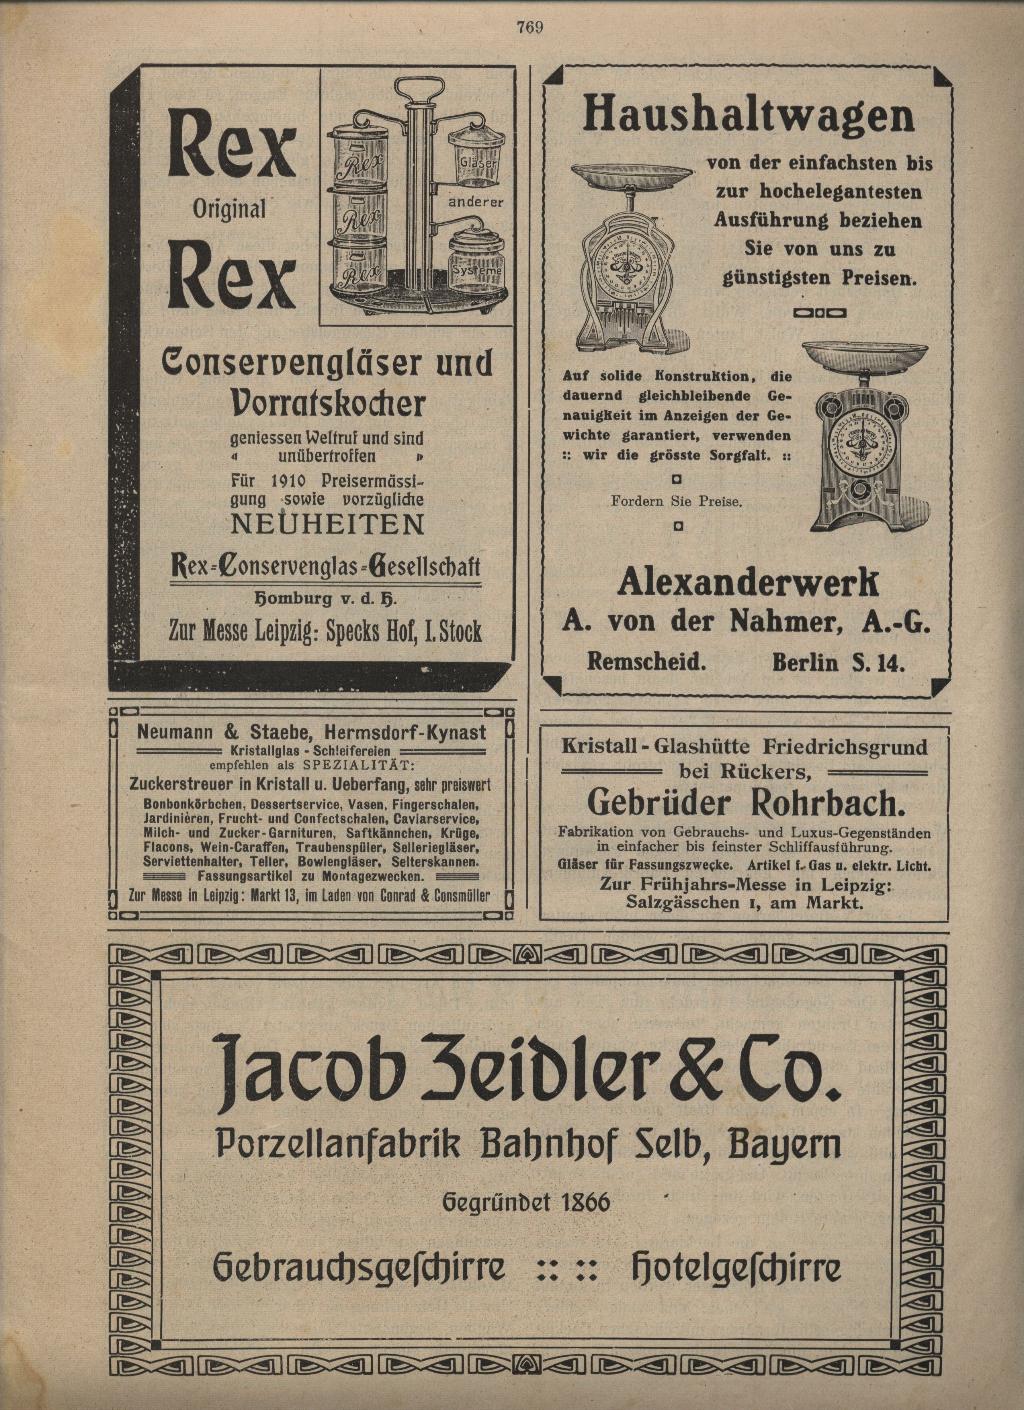 769
Rex
Original
Rex
Rex
Rex
Rex
Gläser
anderer
Systeme
Conservengläser und
Vorratskocher
geniessen Weltruf und sind
« unübertroffen »
Für 1910 Preisermässi-
gung sowie vorzügliche
NEUHEITEN
Rex-Conservenglas-Gesellschaft
Homburg v. d. H.
Zur Messe Leipzig: Specks Hof, I. Stock
Haushaltwagen
von der einfachsten bis
zur hochelegantesten
Ausführung beziehen
Sie von uns zu
günstigsten Preisen.
Auf solide Konstruktion, die
dauernd gleichbleibende Ge-
nauigkeit im Anzeigen der Ge-
wichte garantiert, verwenden
:: wir die grösste Sorgfalt. ::
Fordern Sie Preise.
Alexanderwerk
A. von der Nahmer, A.-G.
Remscheid. Berlin S. 14.
Neumann & Staebe, Hermsdorf-Kynast
Kristallglas - Schleifereien
empfehlen als SPEZIALITÄT:
Zuckerstreuer in Kristall u. Ueberfang, sehr preiswert
Bonbonkörbchen, Dessertservice, Vasen, Fingerschalen,
Jardinièren, Frucht- und Confectschalen, Caviarservice,
Milch- und Zucker-Garnituren, Saftkännchen, Krüge,
Flacons, Wein-Caraffen, Traubenspüler, Selleriegläser,
Serviettenhalter, Teller, Bowlengläser, Selterskannen.
Fassungsartikel zu Montagezwecken.
Zur Messe in Leipzig: Markt 13, im Laden von Conrad & Consmüller
Kristall - Glashütte Friedrichsgrund
bei Rückers,
Gebrüder Rohrbach.
Fabrikation von Gebrauchs- und Luxus-Gegenständen
in einfacher bis feinster Schliffausführung.
Gläser für Fassungszwecke. Artikel f. Gas u. elektr. Licht.
Zur Frühjahrs-Messe in Leipzig:
Salzgässchen 1, am Markt.
Jacob Zeidler & Co.
Porzellanfabrik Bahnhof Selb, Bayern
Gegründet 1866
Gebrauchsgeſchirre :: :: Hotelgeſchirre